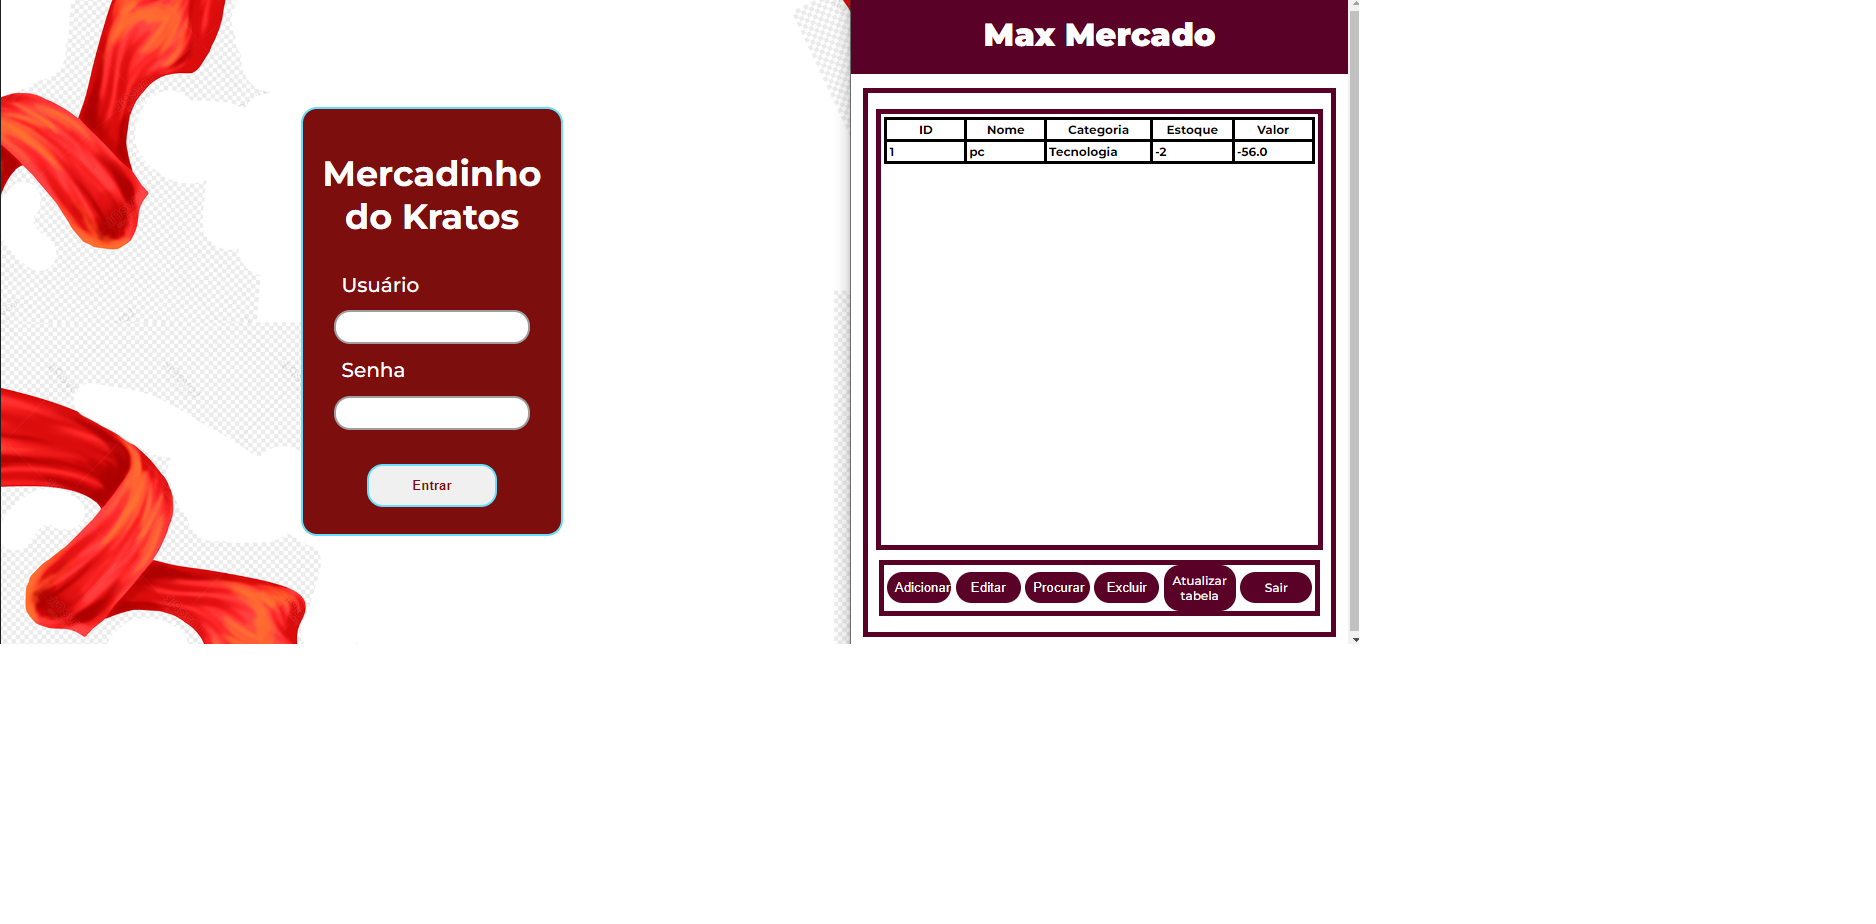 Mercadinho
do Kratos
Usuário
Senha
Entrar
Max Mercado
ID Nome Categoria Estoque Valor
1 pc Tecnologia -2 -56.0
Adicionar Editar Procurar Excluir Atualizar tabela Sair